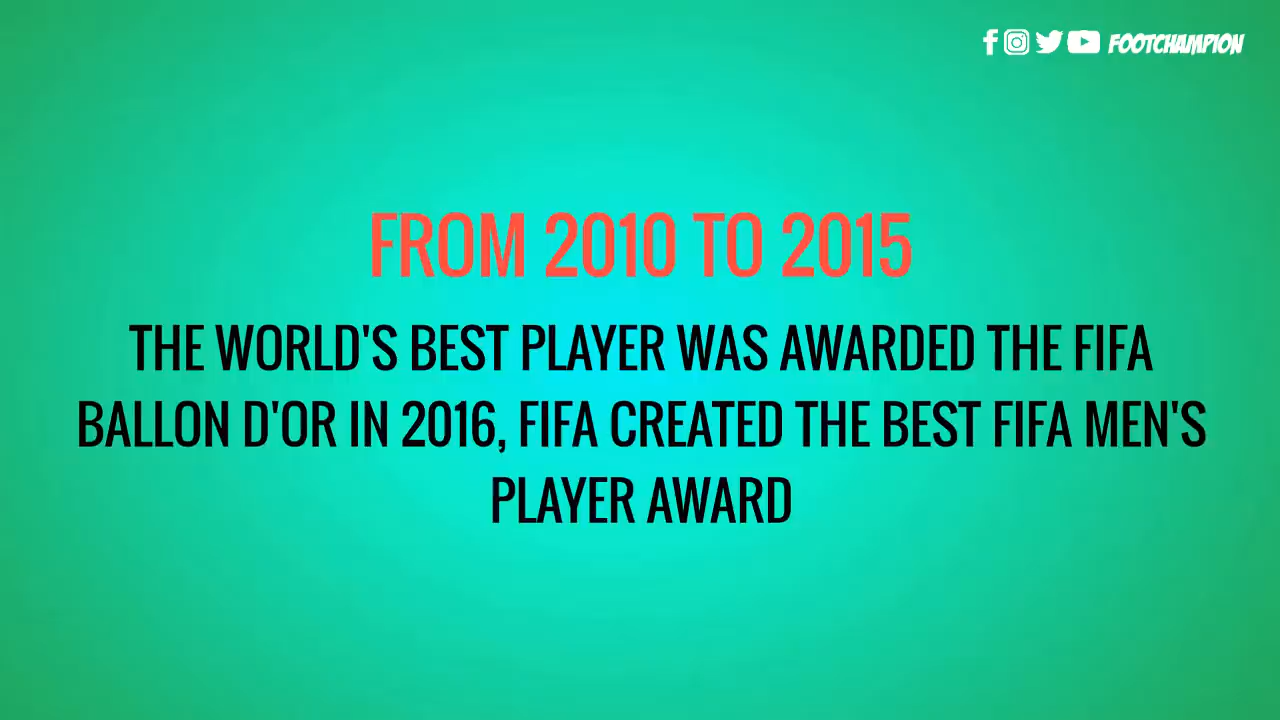 FOOTCHAMPION
FROM 2010 TO 2015
THE WORLD'S BEST PLAYER WAS AWARDED THE FIFA
BALLON D'OR IN 2016, FIFA CREATED THE BEST FIFA MEN'S
PLAYER AWARD